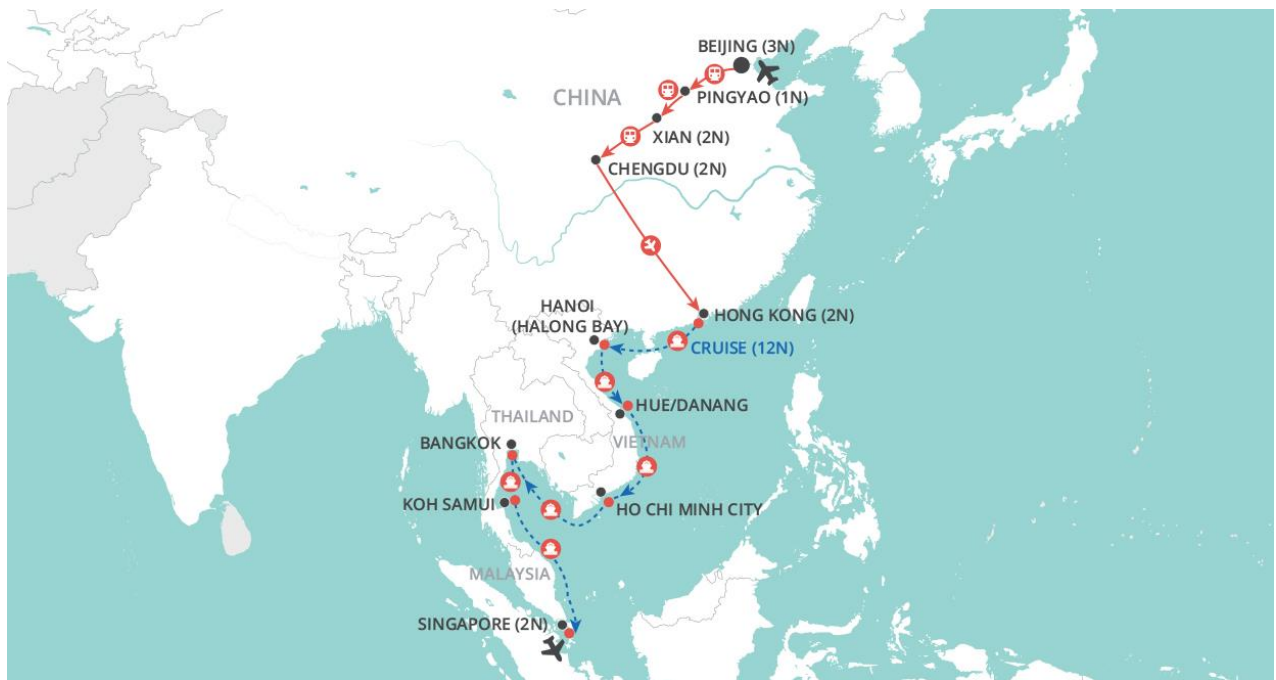 BEIJING (3N)
CHINA
PINGYAO (1N)
XIAN (2N)
CHENGDU (2N)
HANOI
(HALONG BAY)
HONG KONG (2N)
CRUISE (12N)
HUE/DANANG
THAILAND
VIETNAM
BANGKOK
KOH SAMUI
HO CHI MINH CITY
MALAYSIA
SINGAPORE (2N)